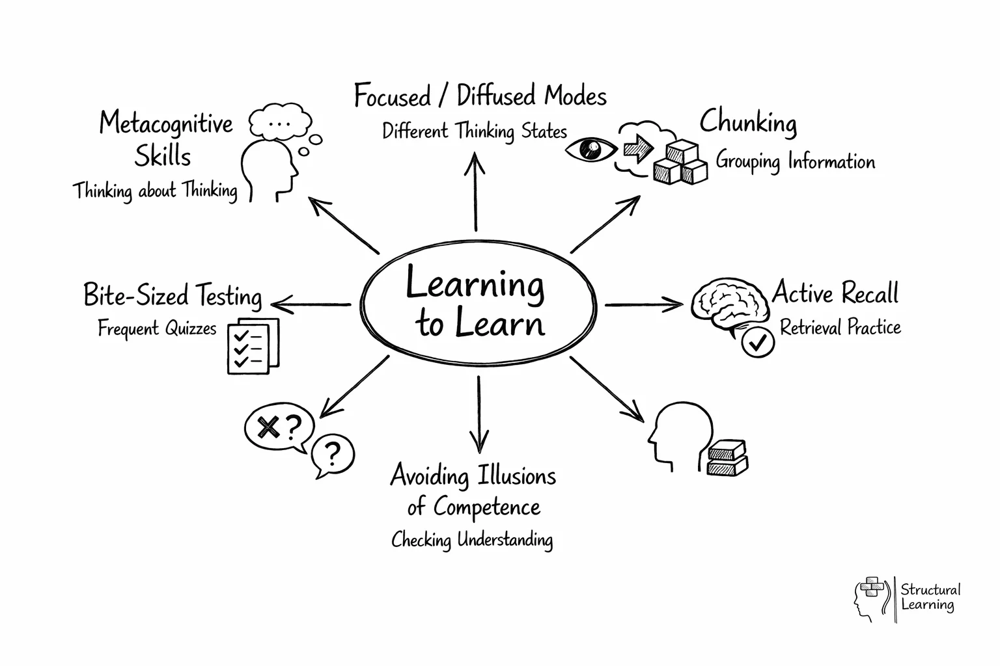 Focused / Diffused Modes
Different Thinking States
Metacognitive
Skills
Thinking about Thinking
...
Chunking
Grouping Information
Learning
to Learn
Bite-Sized Testing
Frequent Quizzes
Active Recall
Retrieval Practice
?
?
Avoiding Illusions
of Competence
Checking Understanding
Structural
Learning